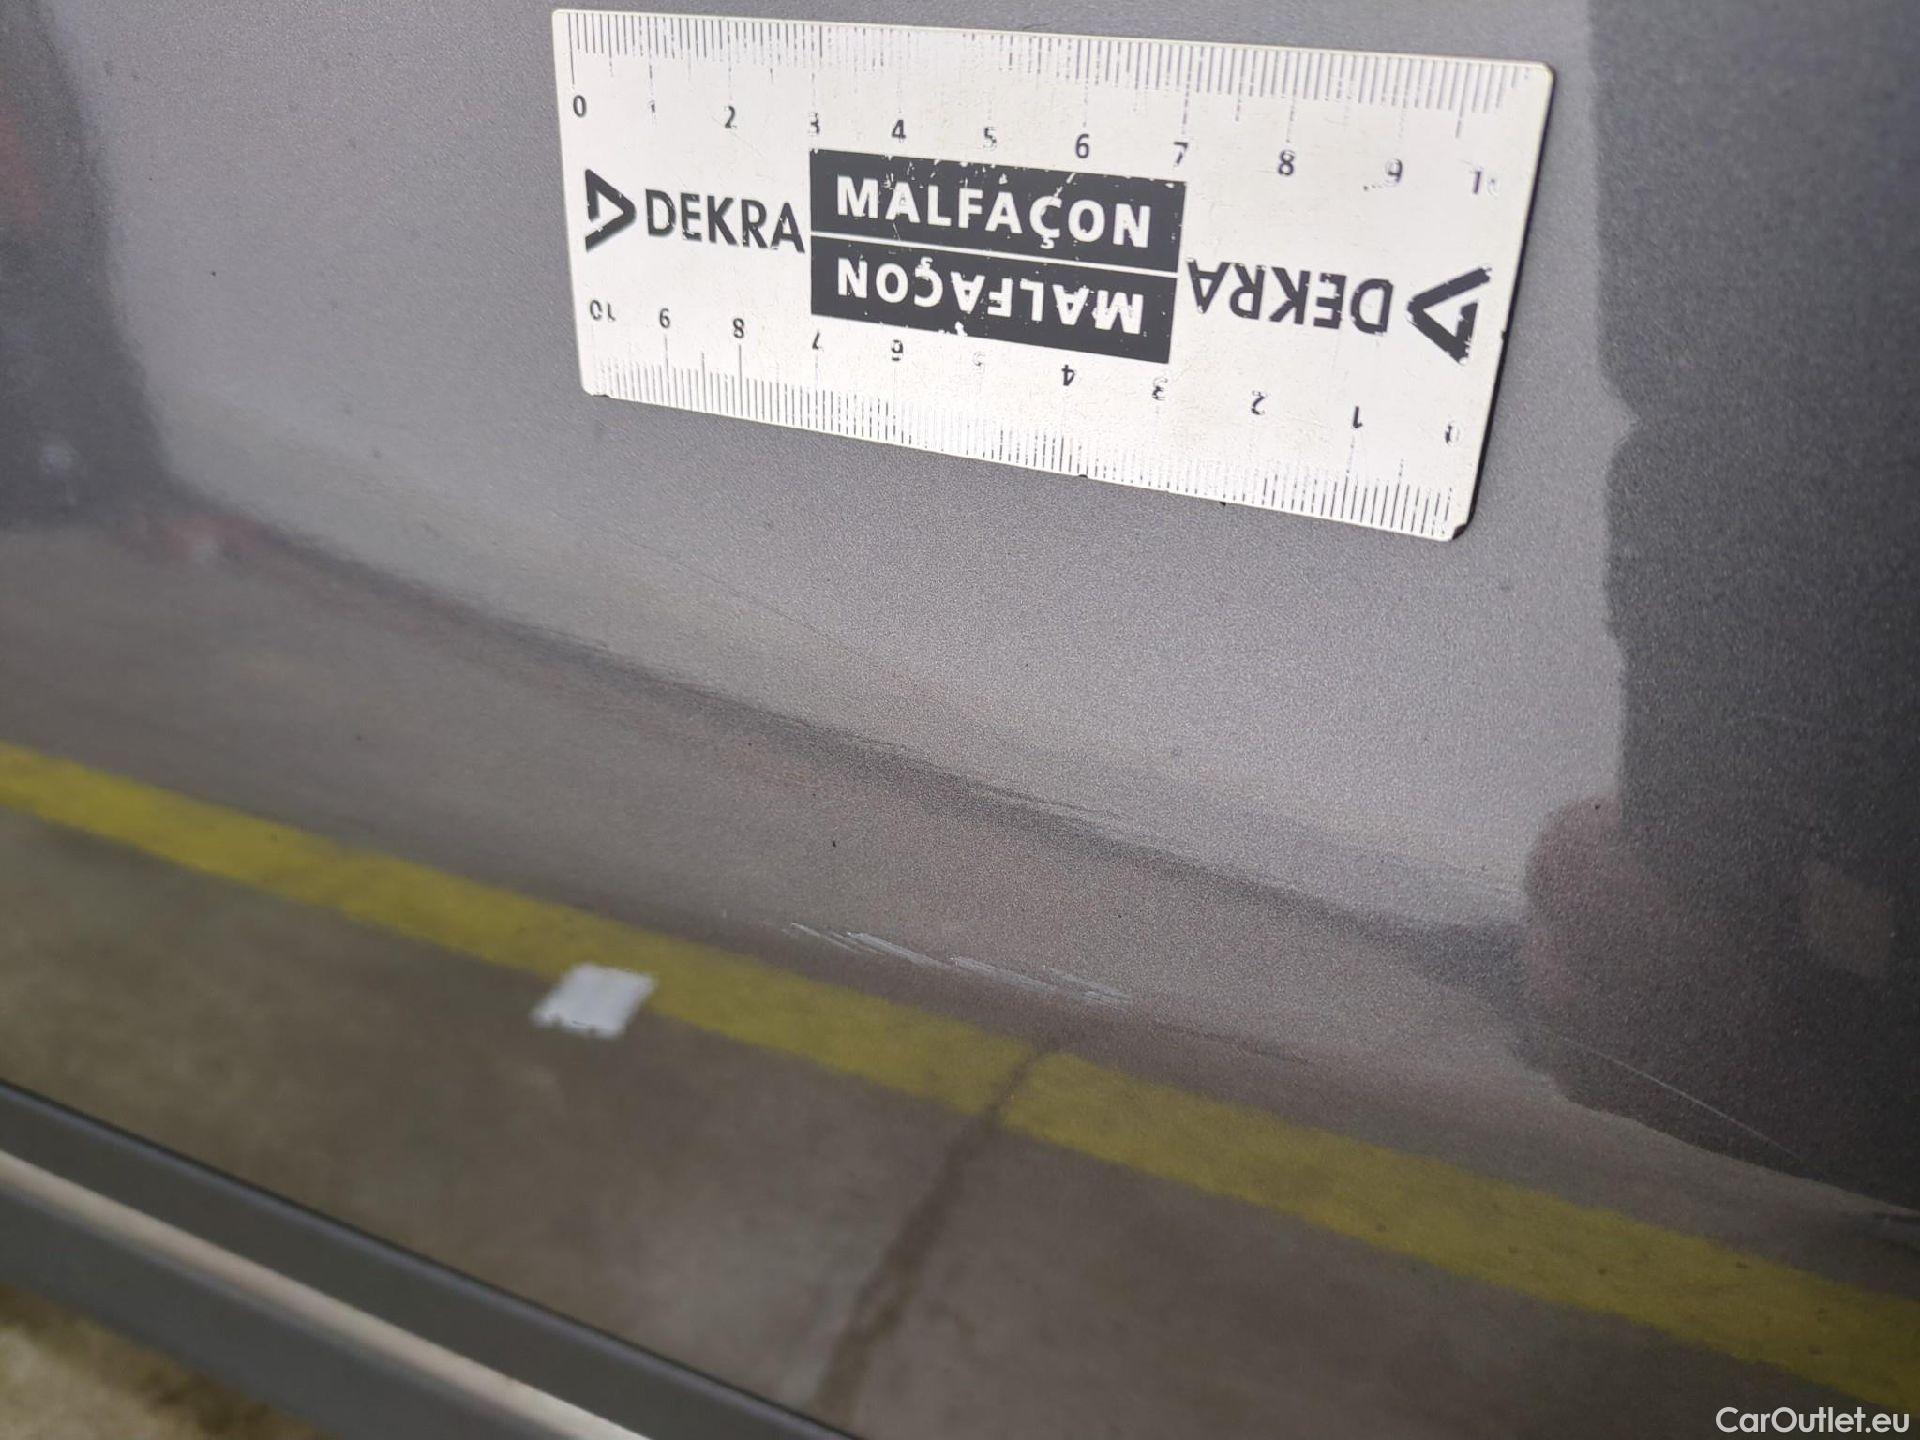 0 1 2 3 4 5 6 7 8 9 10
DEKRA MALFAÇON
MALFAÇON DEKRA
10 9 8 7 6 5 4 3 2 1 0
CarOutlet.eu